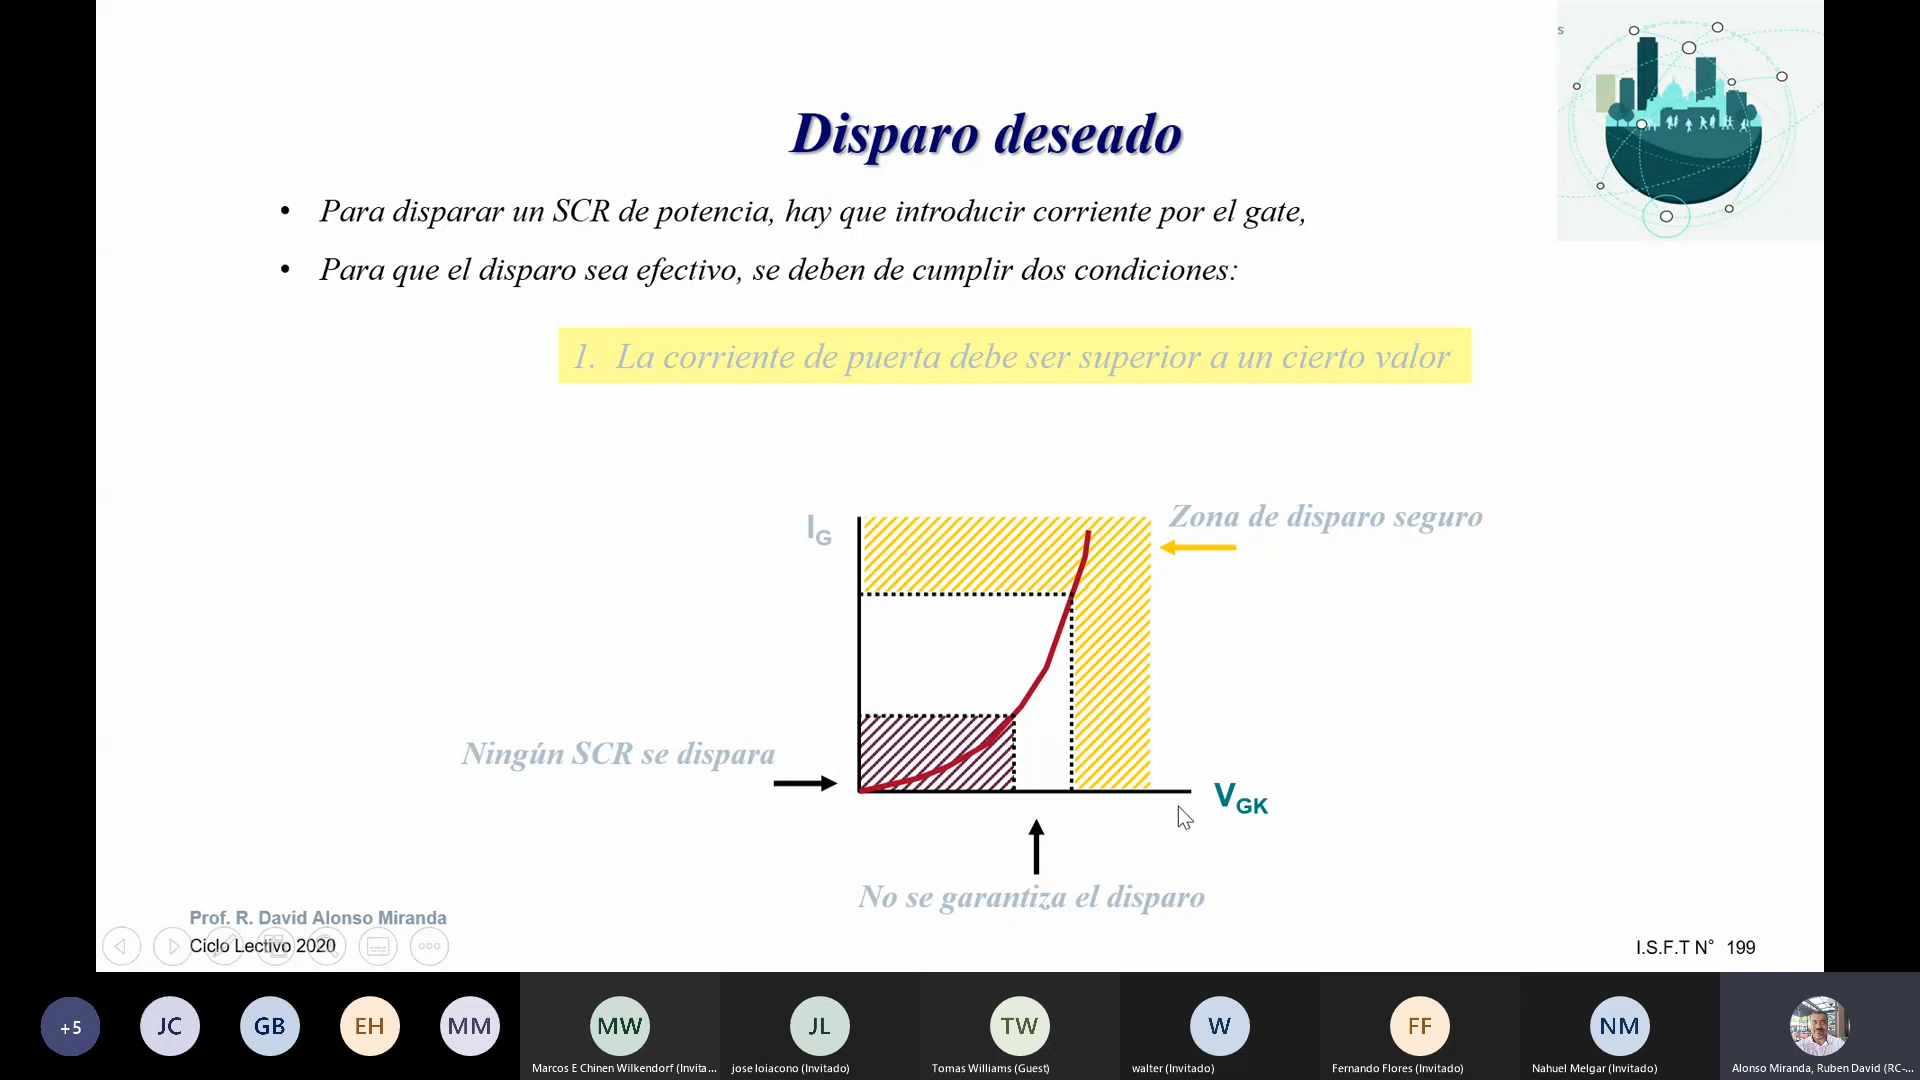 s
Disparo deseado
• Para disparar un SCR de potencia, hay que introducir corriente por el gate,
• Para que el disparo sea efectivo, se deben de cumplir dos condiciones:
1. La corriente de puerta debe ser superior a un cierto valor
IG
Zona de disparo seguro
Ningún SCR se dispara
VGK
No se garantiza el disparo
Prof. R. David Alonso Miranda
Ciclo Lectivo 2020
I.S.F.T N° 199
+5
JC
GB
EH
MM
MW
JL
TW
W
FF
NM
Marcos E Chinen Wilkendorf (Invita...
jose loiacono (Invitado)
Tomas Williams (Guest)
walter (Invitado)
Fernando Flores (Invitado)
Nahuel Melgar (Invitado)
Alonso Miranda, Ruben David (RC-...